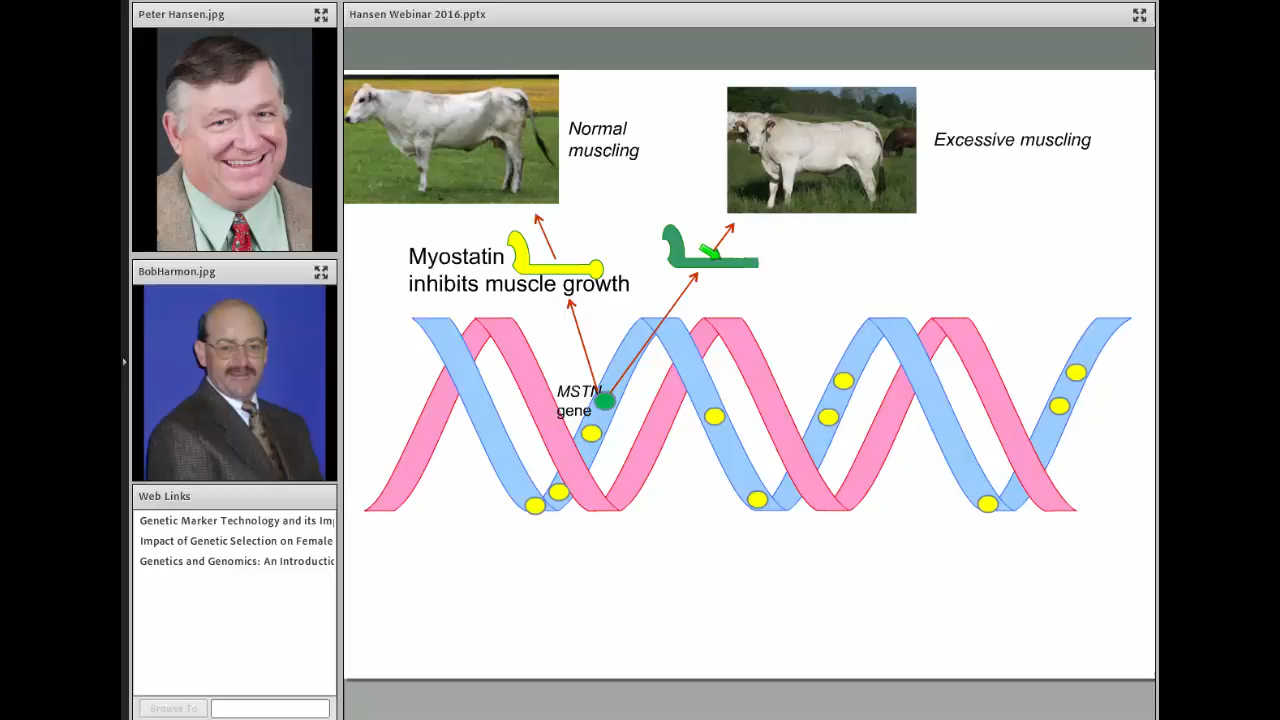 Peter Hansen.jpg
BobHarmon.jpg
Web Links
Genetic Marker Technology and its Im
Impact of Genetic Selection on Female
Genetics and Genomics: An Introductio
Browse To
Hansen Webinar 2016.pptx
Normal
muscling
Excessive muscling
Myostatin
inhibits muscle growth
MSTN
gene